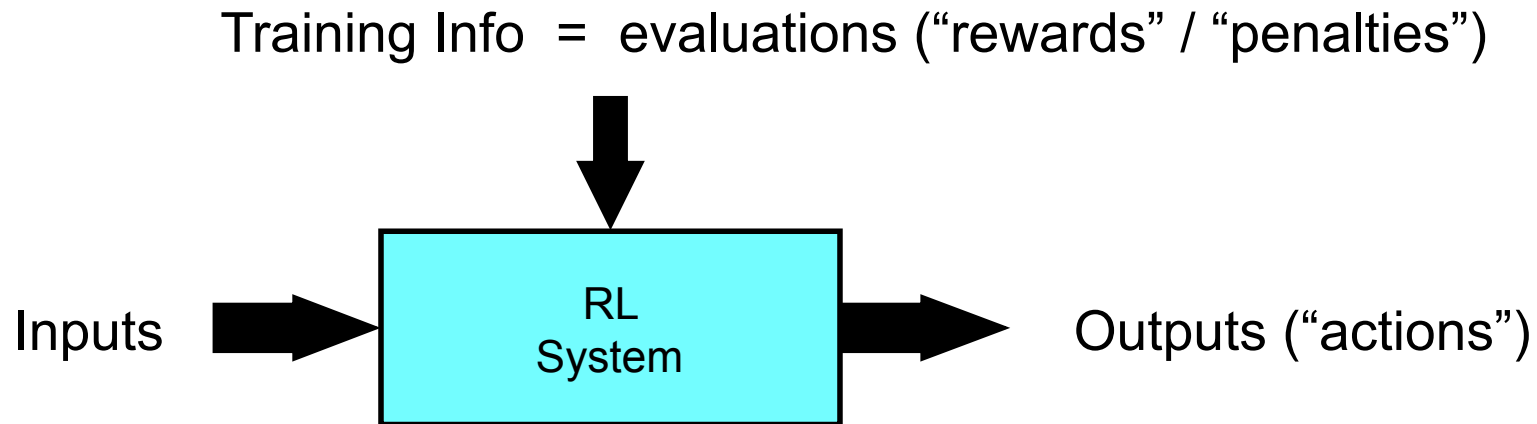 Training Info = evaluations (“rewards” / “penalties”)
RL
System
Inputs
Outputs (“actions”)